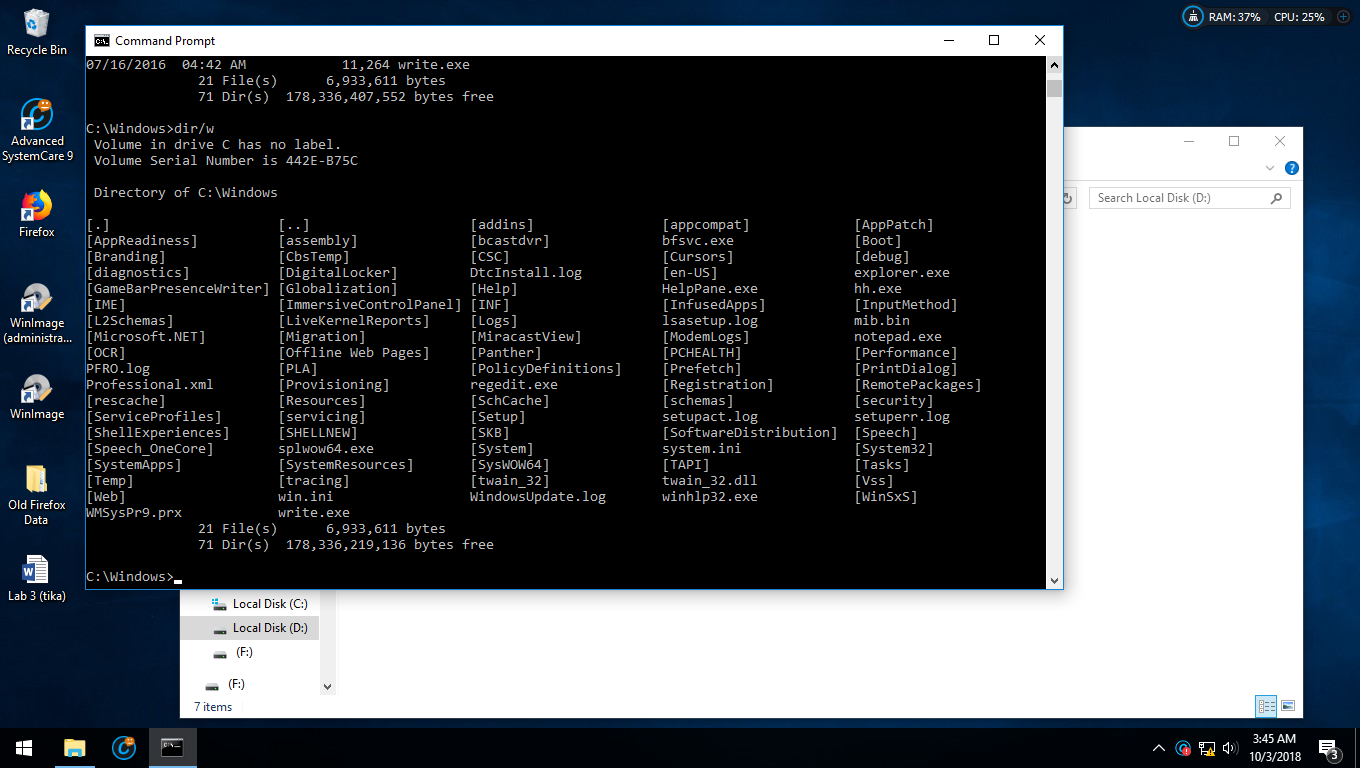 Recycle Bin
Advanced
SystemCare 9
Firefox
WinImage
(administra...
WinImage
Old Firefox
Data
Lab 3 (tika)
RAM: 37% CPU: 25%
Command Prompt
07/16/2016  04:42 AM            11,264 write.exe
              21 File(s)      6,933,611 bytes
              71 Dir(s)  178,336,407,552 bytes free
C:\Windows>dir/w
 Volume in drive C has no label.
 Volume Serial Number is 442E-B75C
 Directory of C:\Windows
[.]                     [..]                    [addins]                [appcompat]             [AppPatch]
[AppReadiness]          [assembly]              [bcastdvr]              bfsvc.exe               [Boot]
[Branding]              [CbsTemp]               [CSC]                   [Cursors]               [debug]
[diagnostics]           [DigitalLocker]         DtcInstall.log          [en-US]                 explorer.exe
[GameBarPresenceWriter] [Globalization]         [Help]                  HelpPane.exe            hh.exe
[IME]                   [ImmersiveControlPanel] [INF]                   [InfusedApps]           [InputMethod]
[L2Schemas]             [LiveKernelReports]     [Logs]                  lsasetup.log            mib.bin
[Microsoft.NET]         [Migration]             [MiracastView]          [ModemLogs]             notepad.exe
[OCR]                   [Offline Web Pages]     [Panther]               [PCHEALTH]              [Performance]
PFRO.log                [PLA]                   [PolicyDefinitions]     [Prefetch]              [PrintDialog]
Professional.xml        [Provisioning]          regedit.exe             [Registration]          [RemotePackages]
[rescache]              [Resources]             [SchCache]              [schemas]               [security]
[ServiceProfiles]       [servicing]             [Setup]                 setupact.log            setuperr.log
[ShellExperiences]      [SHELLNEW]              [SKB]                   [SoftwareDistribution]  [Speech]
[Speech_OneCore]        splwow64.exe            [System]                system.ini              [System32]
[SystemApps]            [SystemResources]       [SysWOW64]              [TAPI]                  [Tasks]
[Temp]                  [tracing]               [twain_32]              twain_32.dll            [Vss]
[Web]                   win.ini                 WindowsUpdate.log       winhlp32.exe            [WinSxS]
WMSysPr9.prx            write.exe
              21 File(s)      6,933,611 bytes
              71 Dir(s)  178,336,219,136 bytes free
C:\Windows>
Search Local Disk (D:)
Local Disk (C:)
Local Disk (D:)
(F:)
(F:)
7 items
3:45 AM
10/3/2018
3